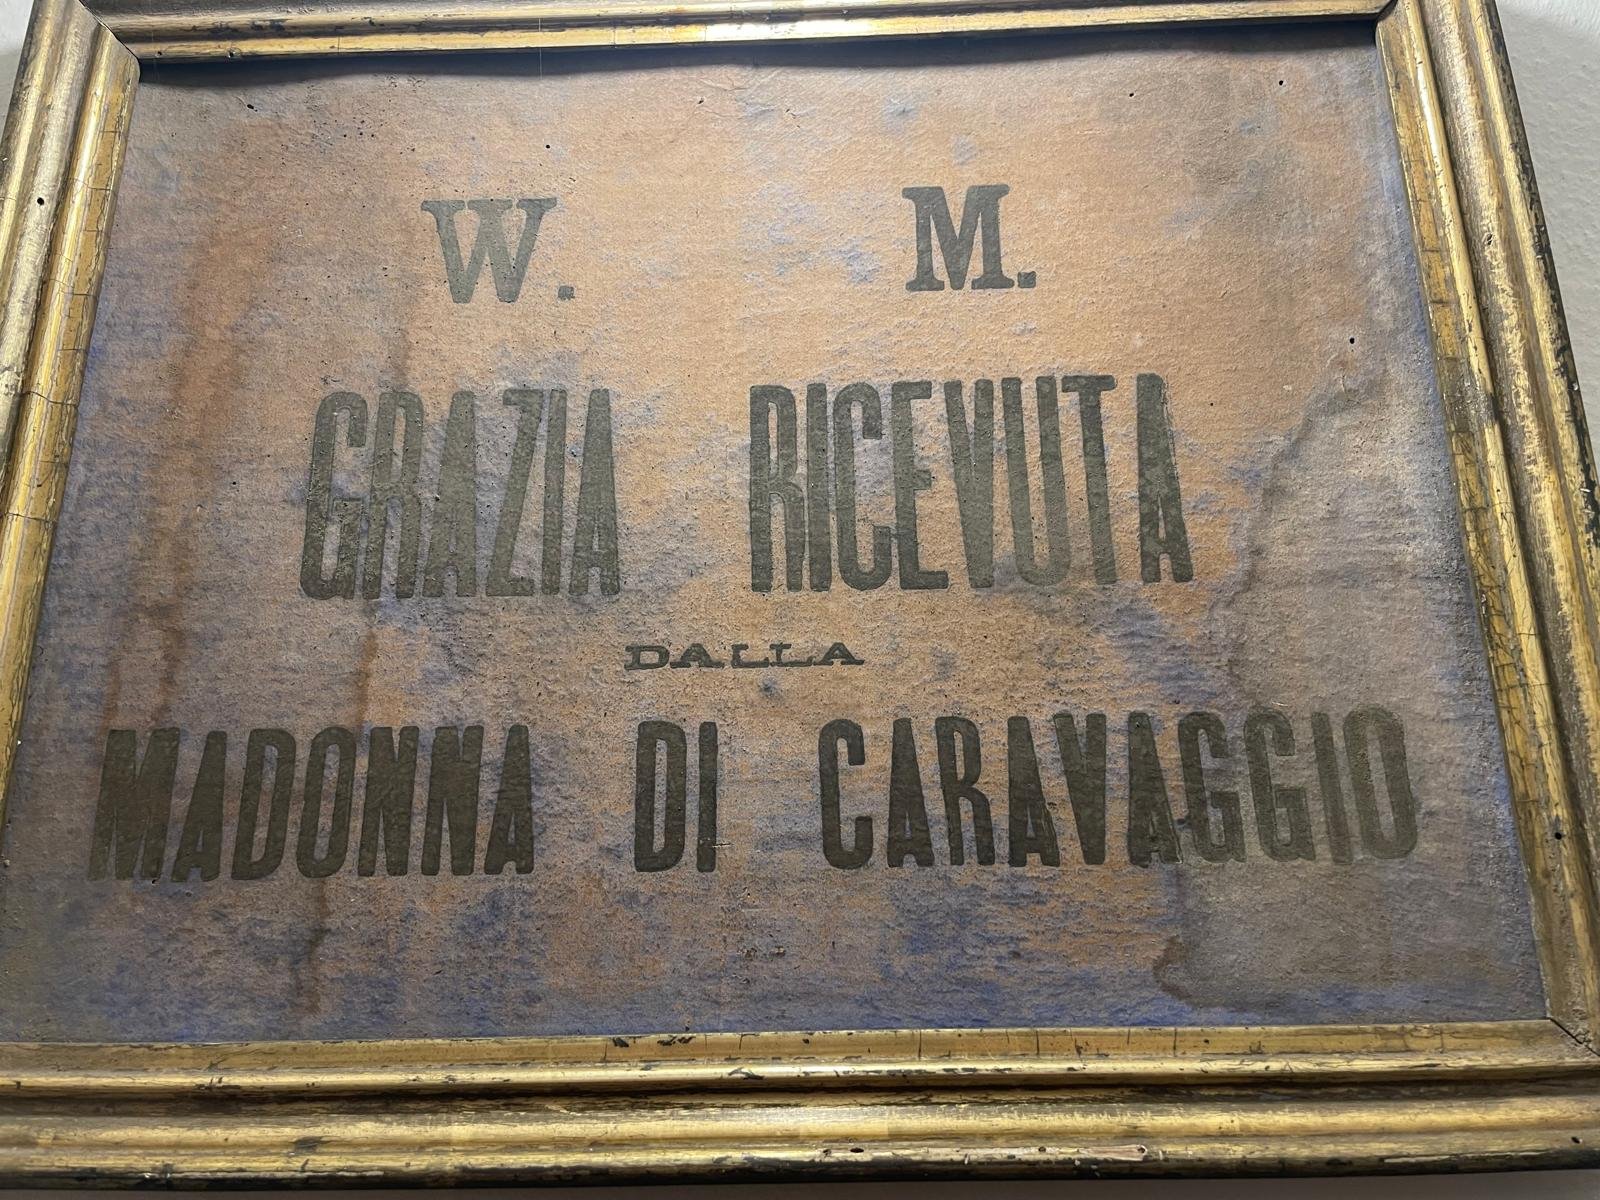 W. M.
GRAZIA RICEVUTA
DALLA
MADONNA DI CARAVAGGIO